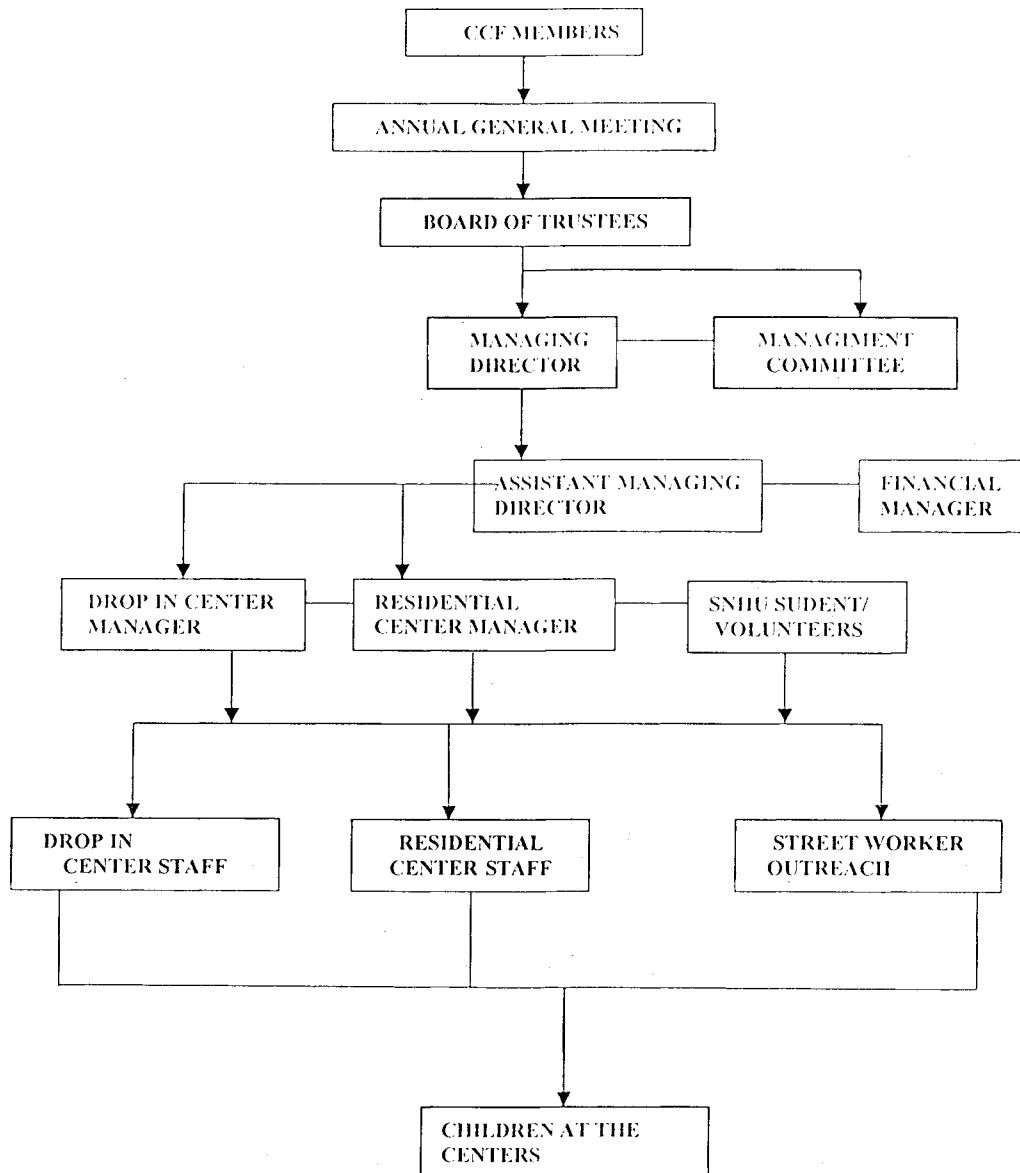 CCF MEMBERS
ANNUAL GENERAL MEETING
BOARD OF TRUSTEES
MANAGING
DIRECTOR
MANAGIMENT
COMMITTEE
ASSISTANT MANAGING
DIRECTOR
FINANCIAL
MANAGER
DROP IN CENTER
MANAGER
RESIDENTIAL
CENTER MANAGER
SNHU SUDENT/
VOLUNTEERS
DROP IN
CENTER STAFF
RESIDENTIAL
CENTER STAFF
STREET WORKER
OUTREACH
CHILDREN AT THE
CENTERS